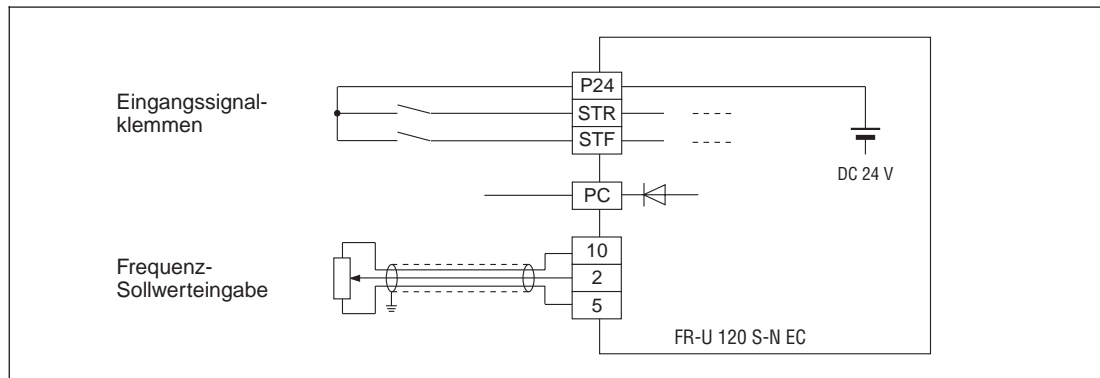 Eingangssignal-
klemmen
P24
STR
STF
DC 24 V
PC
Frequenz-
Sollwerteingabe
10
2
5
FR-U 120 S-N EC